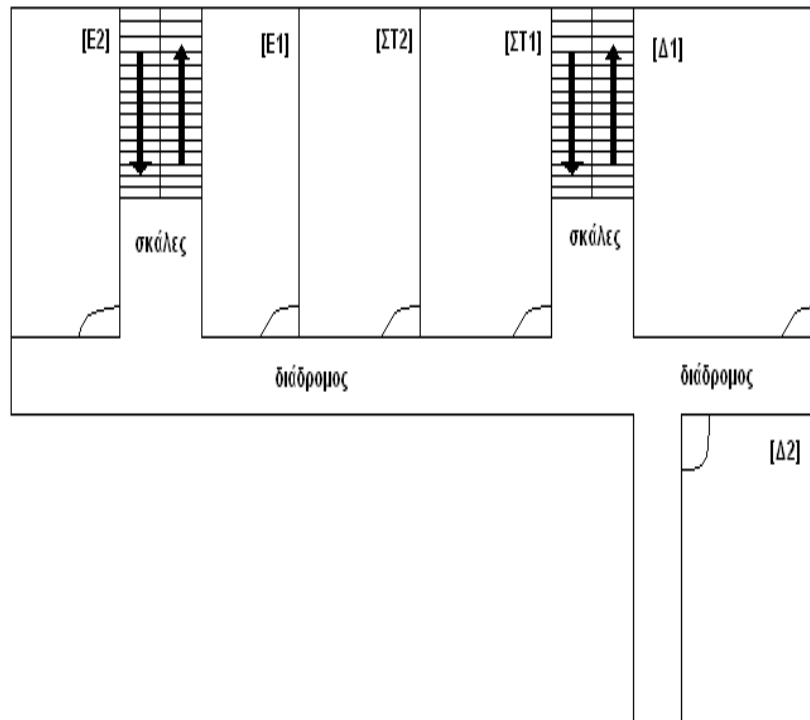 [Ε2]
[Ε1]
[ΣΤ2]
[ΣΤ1]
[Δ1]
σκάλες
σκάλες
διάδρομος
διάδρομος
[Δ2]